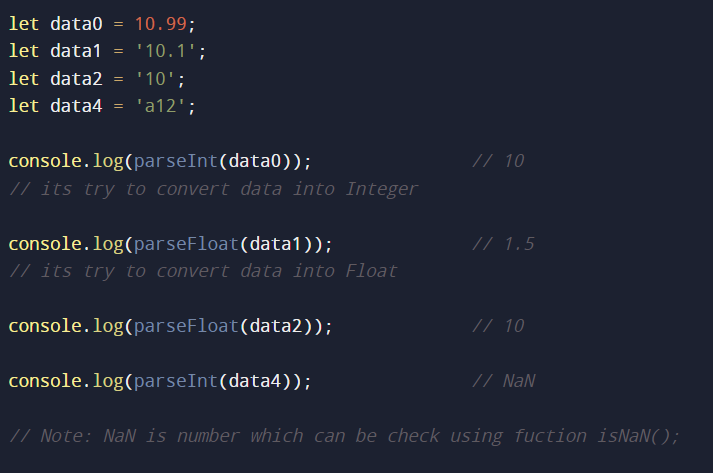 let data0 = 10.99;
let data1 = '10.1';
let data2 = '10';
let data4 = 'a12';
console.log(parseInt(data0)); // 10
// its try to convert data into Integer
console.log(parseFloat(data1)); // 1.5
// its try to convert data into Float
console.log(parseFloat(data2)); // 10
console.log(parseInt(data4)); // NaN
// Note: NaN is number which can be check using fuction isNaN();